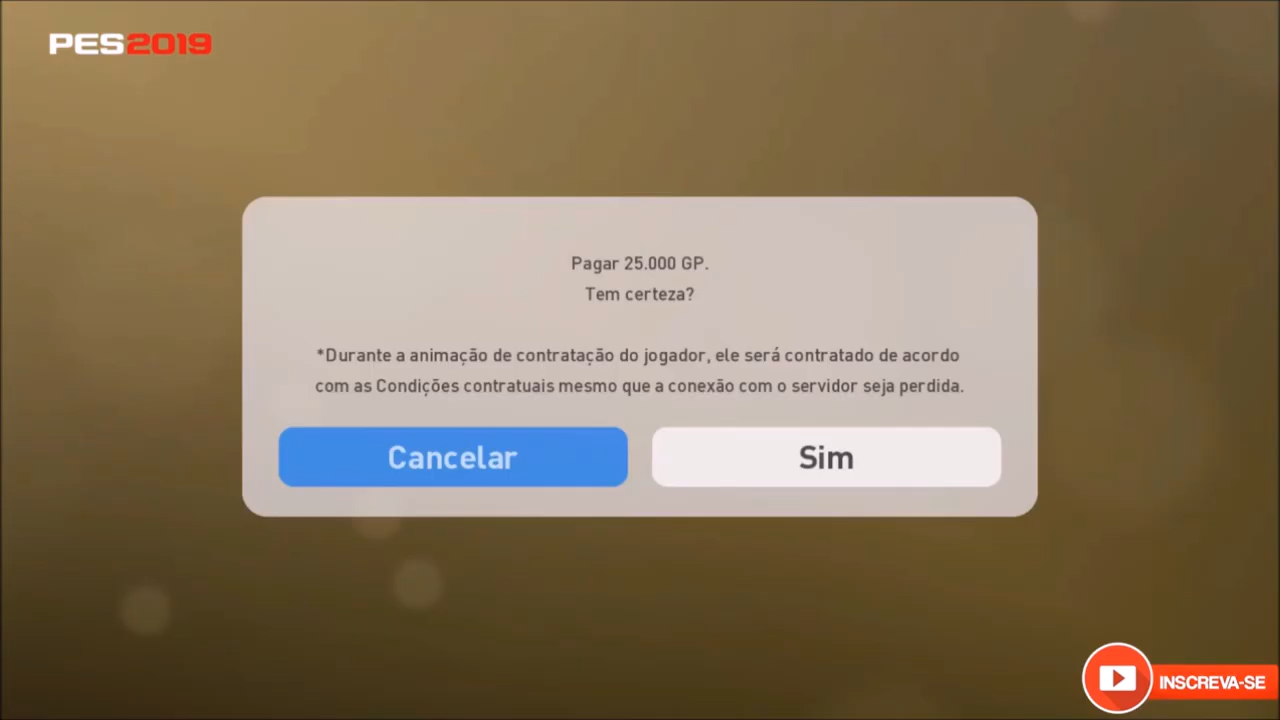 PES2019
Pagar 25.000 GP.
Tem certeza?
*Durante a animação de contratação do jogador, ele será contratado de acordo
com as Condições contratuais mesmo que a conexão com o servidor seja perdida.
Cancelar
Sim
INSCREVA-SE